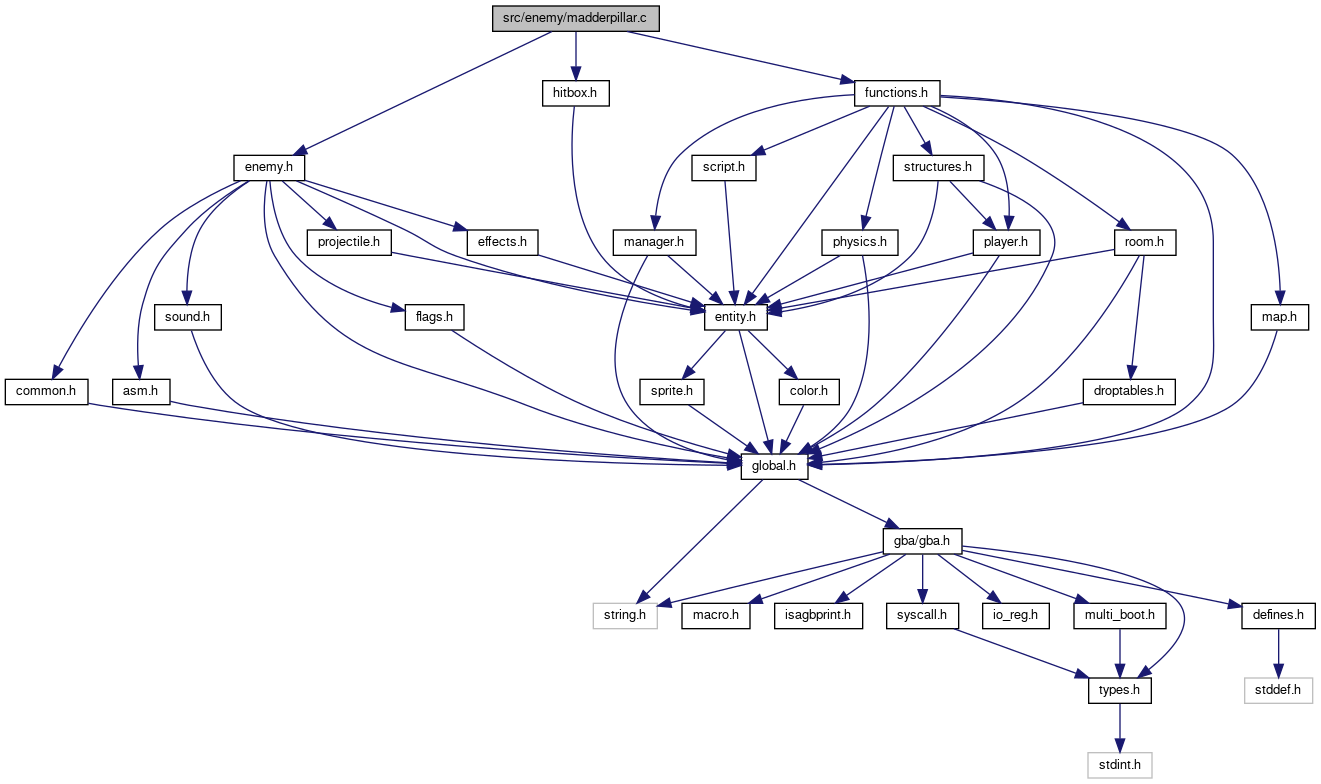 src/enemy/madderpillar.c
hitbox.h
functions.h
enemy.h
script.h
structures.h
projectile.h
effects.h
manager.h
physics.h
player.h
room.h
sound.h
flags.h
entity.h
map.h
common.h
asm.h
sprite.h
color.h
droptables.h
global.h
gba/gba.h
string.h
macro.h
isagbprint.h
syscall.h
io_reg.h
multi_boot.h
defines.h
types.h
stddef.h
stdint.h